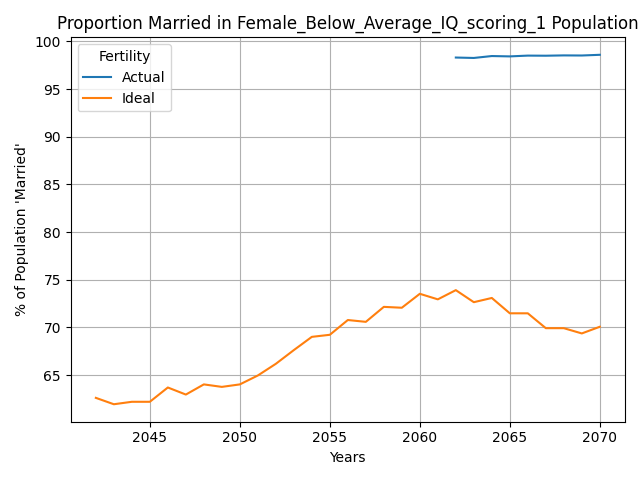 Proportion Married in Female_Below_Average_IQ_scoring_1 Population
Fertility
Actual
Ideal
% of Population 'Married'
100
95
90
85
80
75
70
65
2045
2050
2055
2060
2065
2070
Years